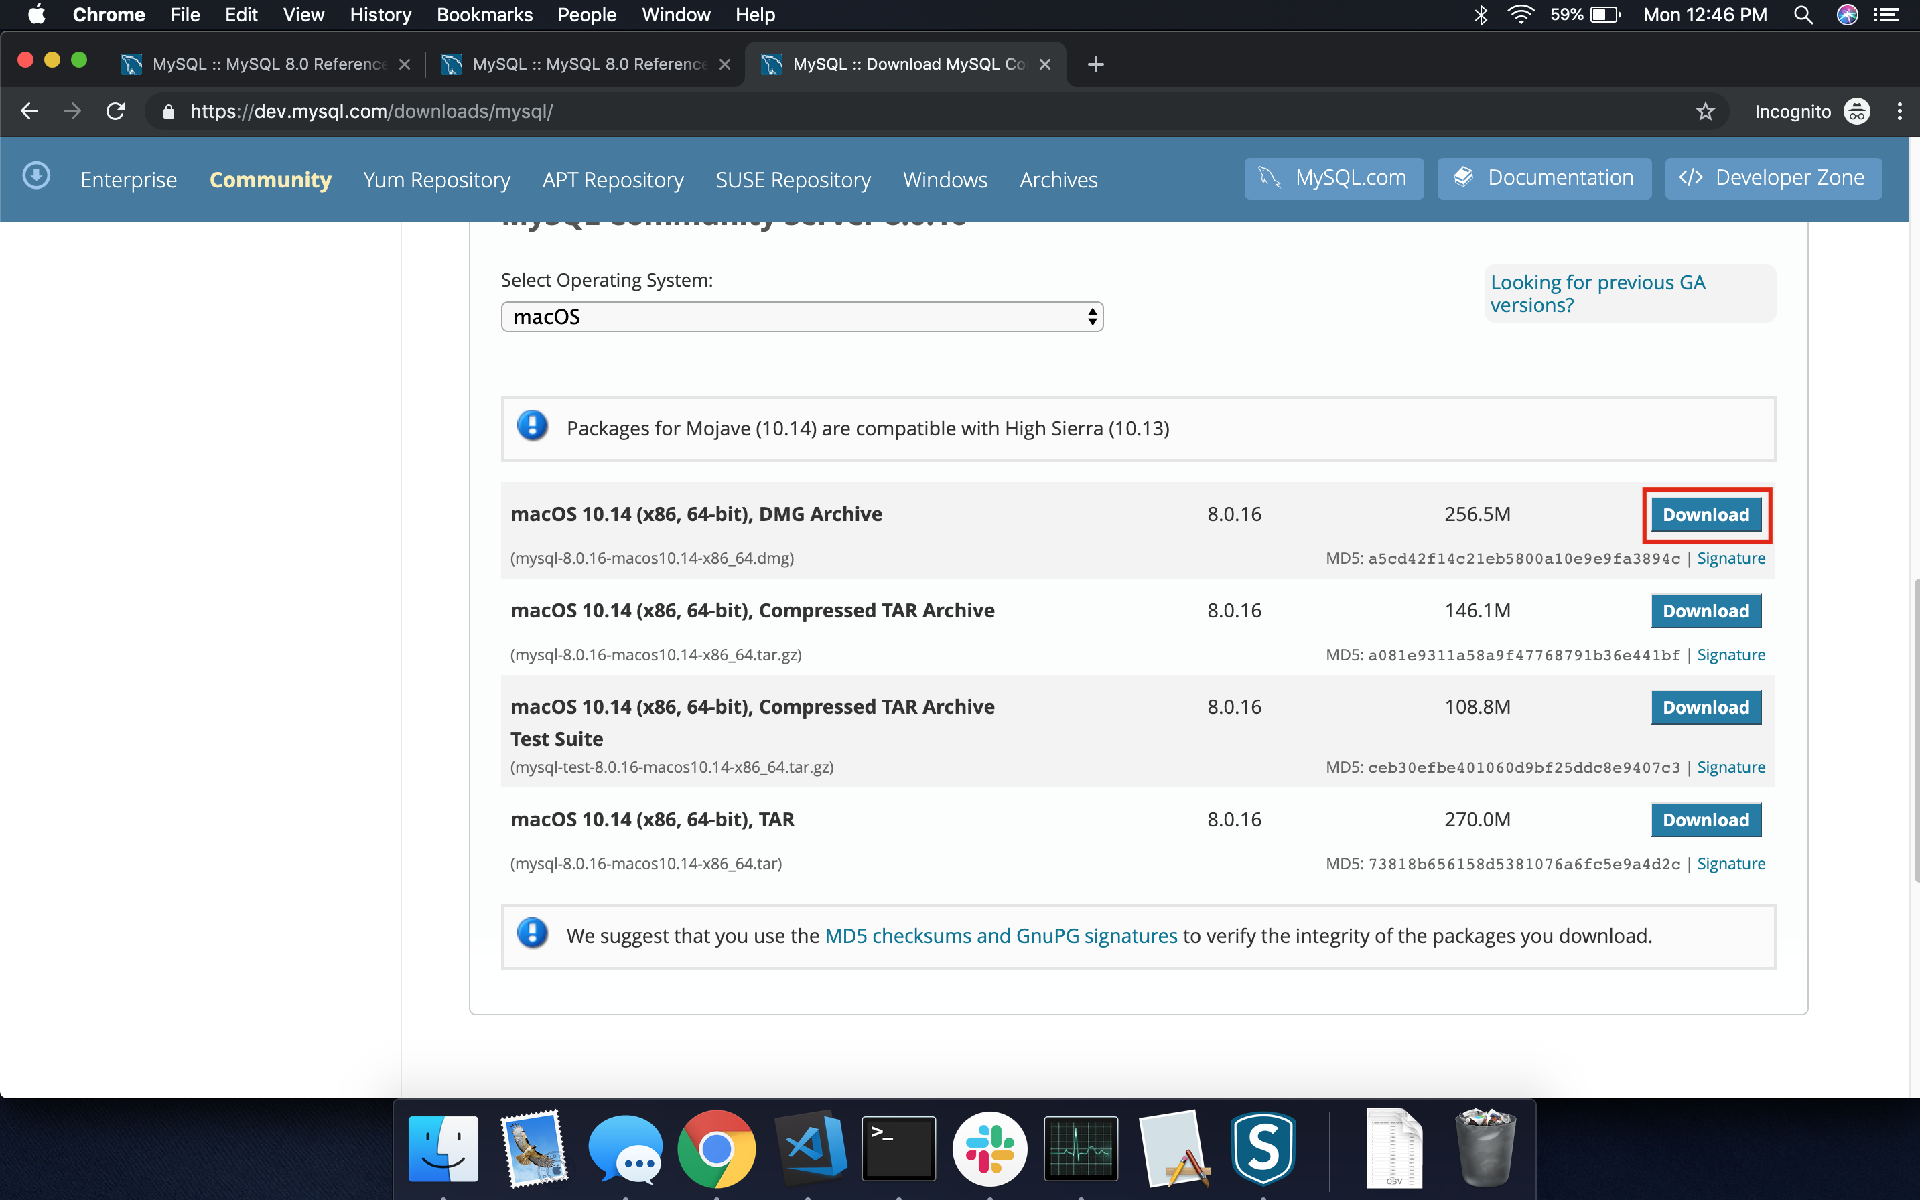 Chrome File Edit View History Bookmarks People Window Help 59% Mon 12:46 PM
MySQL :: MySQL 8.0 Reference MySQL :: MySQL 8.0 Reference MySQL :: Download MySQL Co
https://dev.mysql.com/downloads/mysql/ Incognito
Enterprise Community Yum Repository APT Repository SUSE Repository Windows Archives MySQL.com </> Documentation Developer Zone
MySQL Community Server 8.0.16
Select Operating System:
macOS
Looking for previous GA
versions?
Packages for Mojave (10.14) are compatible with High Sierra (10.13)
macOS 10.14 (x86, 64-bit), DMG Archive 8.0.16 256.5M Download
(mysql-8.0.16-macos10.14-x86_64.dmg) MD5: a5cd42f14c21eb5800a10e9e9fa3894c | Signature
macOS 10.14 (x86, 64-bit), Compressed TAR Archive 8.0.16 146.1M Download
(mysql-8.0.16-macos10.14-x86_64.tar.gz) MD5: a081e9311a58a9f47768791b36e441bf | Signature
macOS 10.14 (x86, 64-bit), Compressed TAR Archive 8.0.16 108.8M Download
Test Suite
(mysql-test-8.0.16-macos10.14-x86_64.tar.gz) MD5: ceb30efbe401060d9bf25ddc8e9407c3 | Signature
macOS 10.14 (x86, 64-bit), TAR 8.0.16 270.0M Download
(mysql-8.0.16-macos10.14-x86_64.tar) MD5: 73818b656158d5381076a6fc5e9a4d2c | Signature
We suggest that you use the MD5 checksums and GnuPG signatures to verify the integrity of the packages you download.
>_
S
CSV